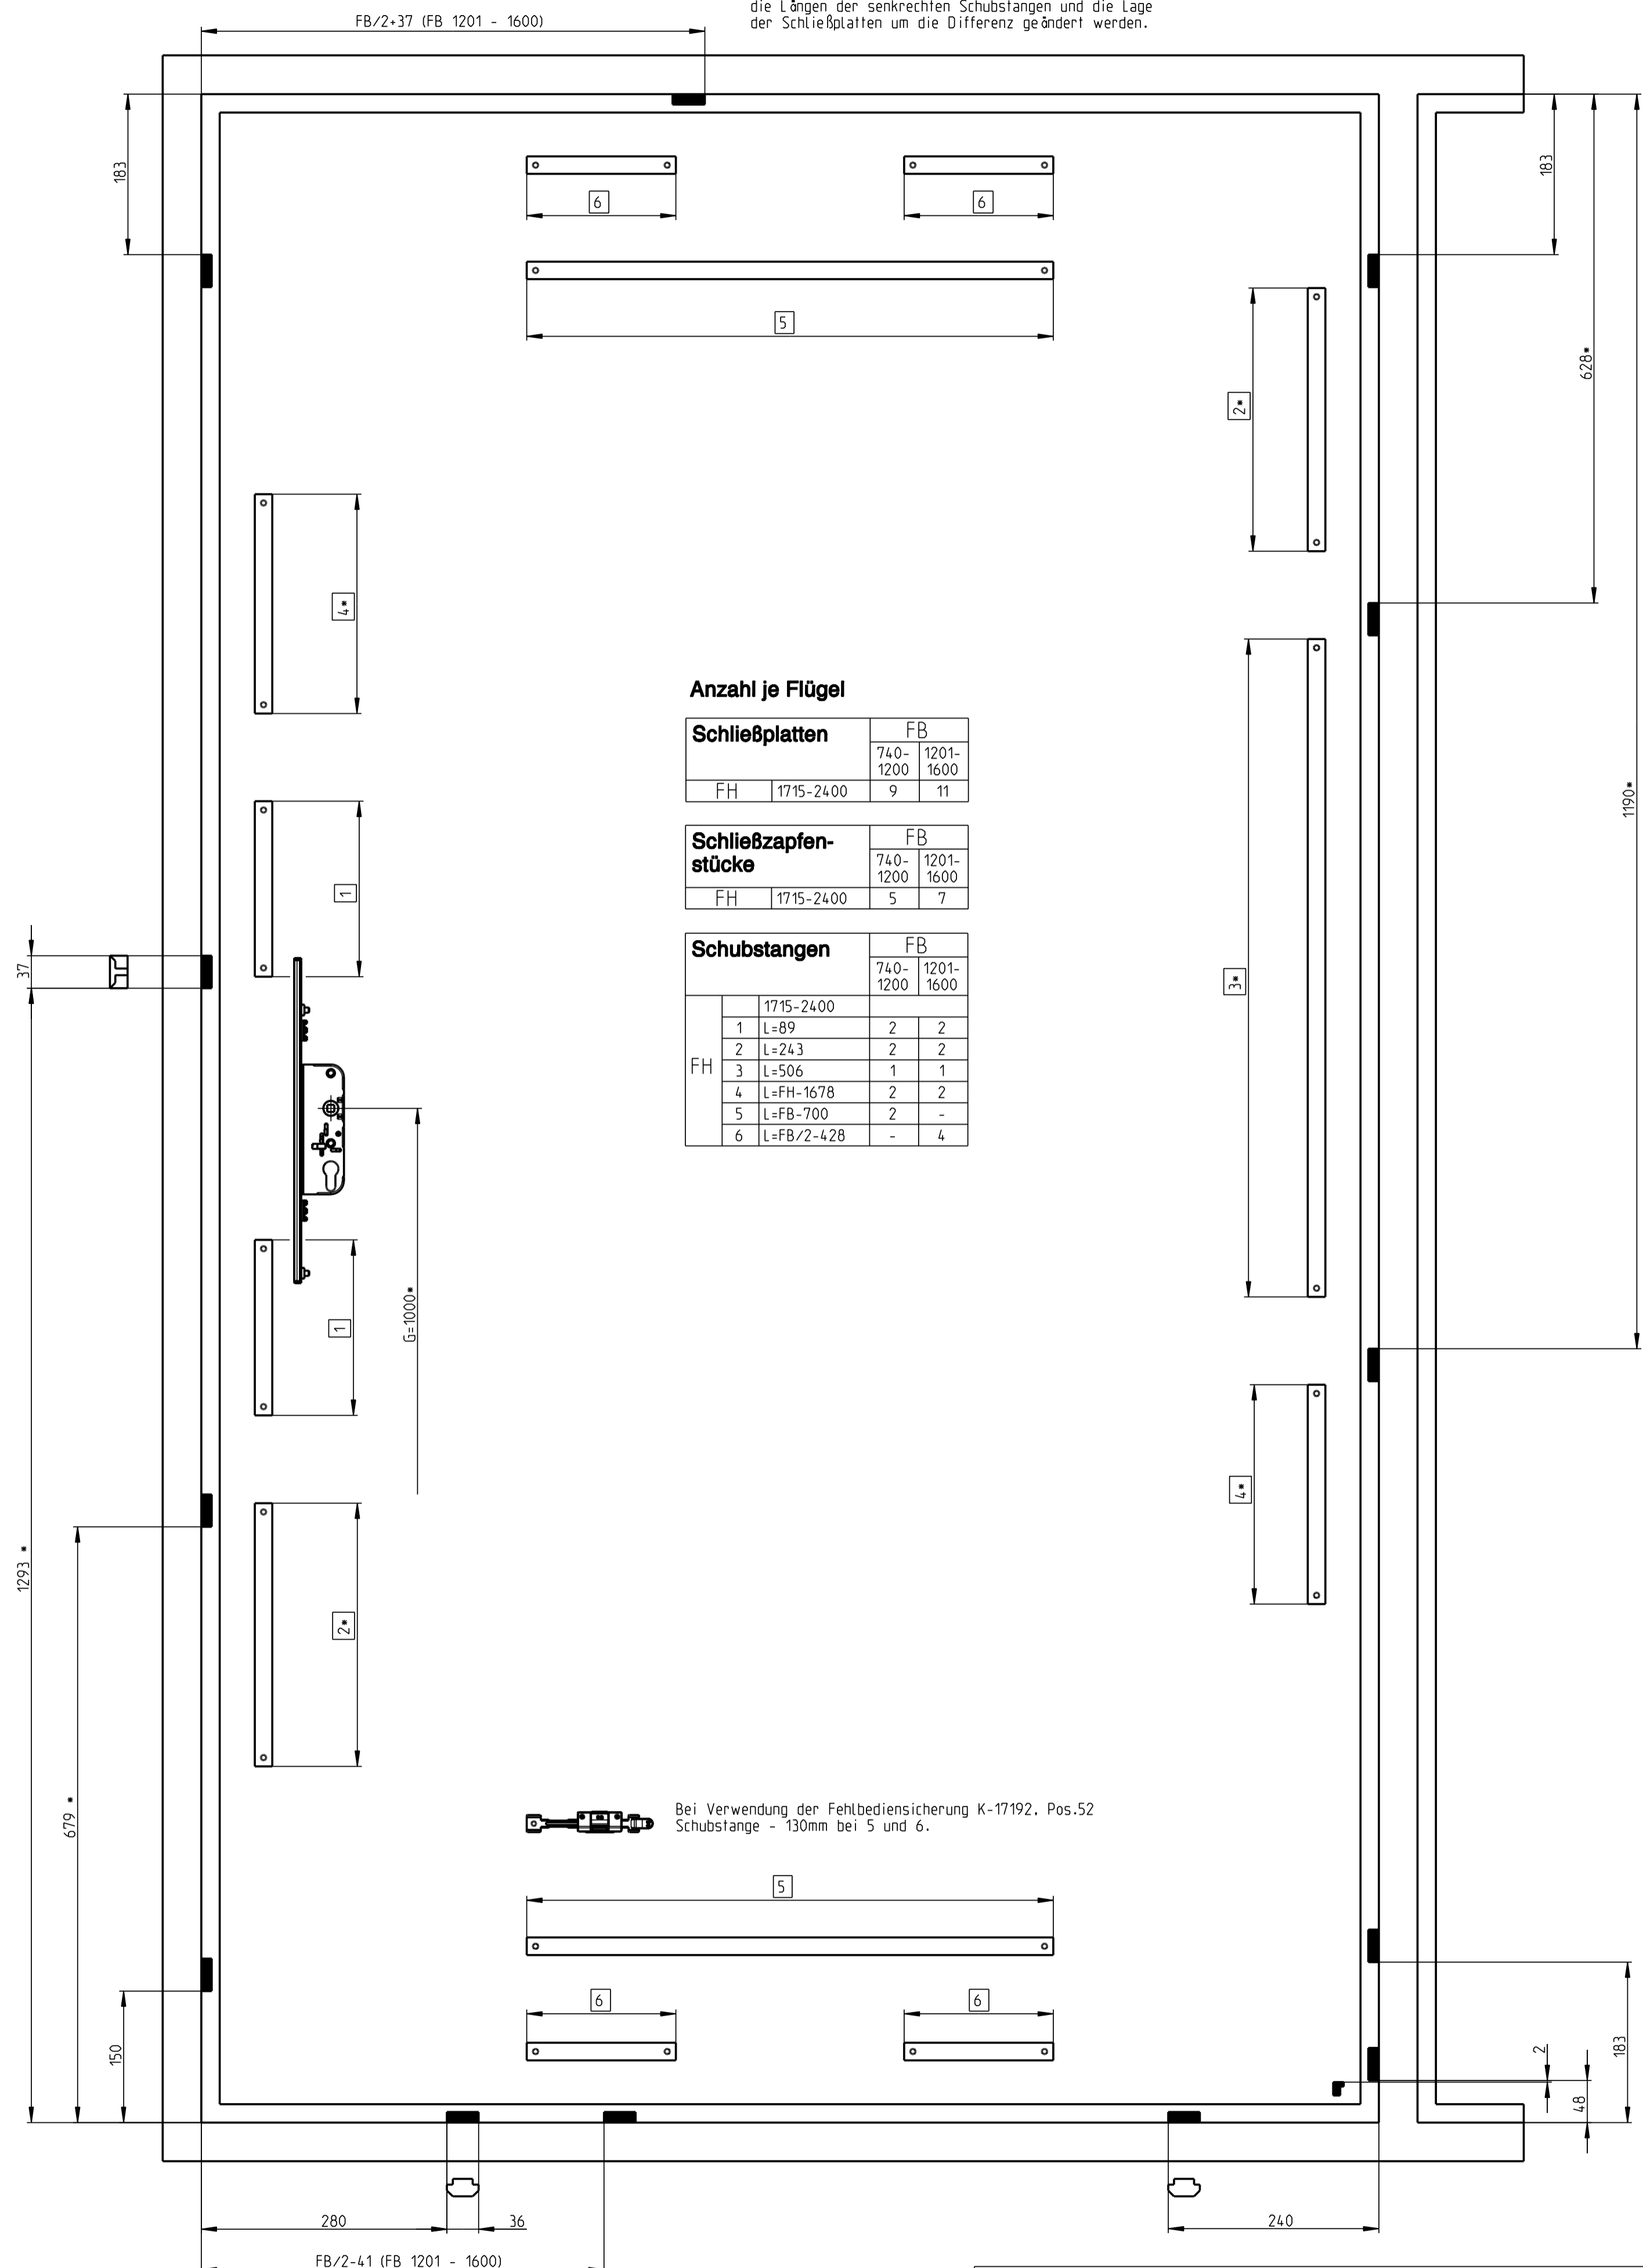 die Längen der senkrechten Schubstangen und die Lage
der Schließplatten um die Differenz geändert werden.
FB/2+37 (FB 1201 - 1600)
183
183
6
6
5
628*
2*
4*
1190*
Anzahl je Flügel
Schließplatten
FB
740-
1200
1201-
1600
FH
1715-2400
9
11
Schließzapfen-
stücke
FB
740-
1200
1201-
1600
FH
1715-2400
5
7
Schubstangen
FB
740-
1200
1201-
1600
1715-2400
FH
1
L=89
2
2
2
L=243
2
2
3
L=506
1
1
4
L=FH-1678
2
2
5
L=FB-700
2
-
6
L=FB/2-428
-
4
1
37
3*
G=1000*
1
4*
1293 *
2*
679 *
Bei Verwendung der Fehlbediensicherung K-17192, Pos.52
Schubstange - 130mm bei 5 und 6.
5
6
6
150
2
48
183
280
36
240
FB/2-41 (FB 1201 - 1600)